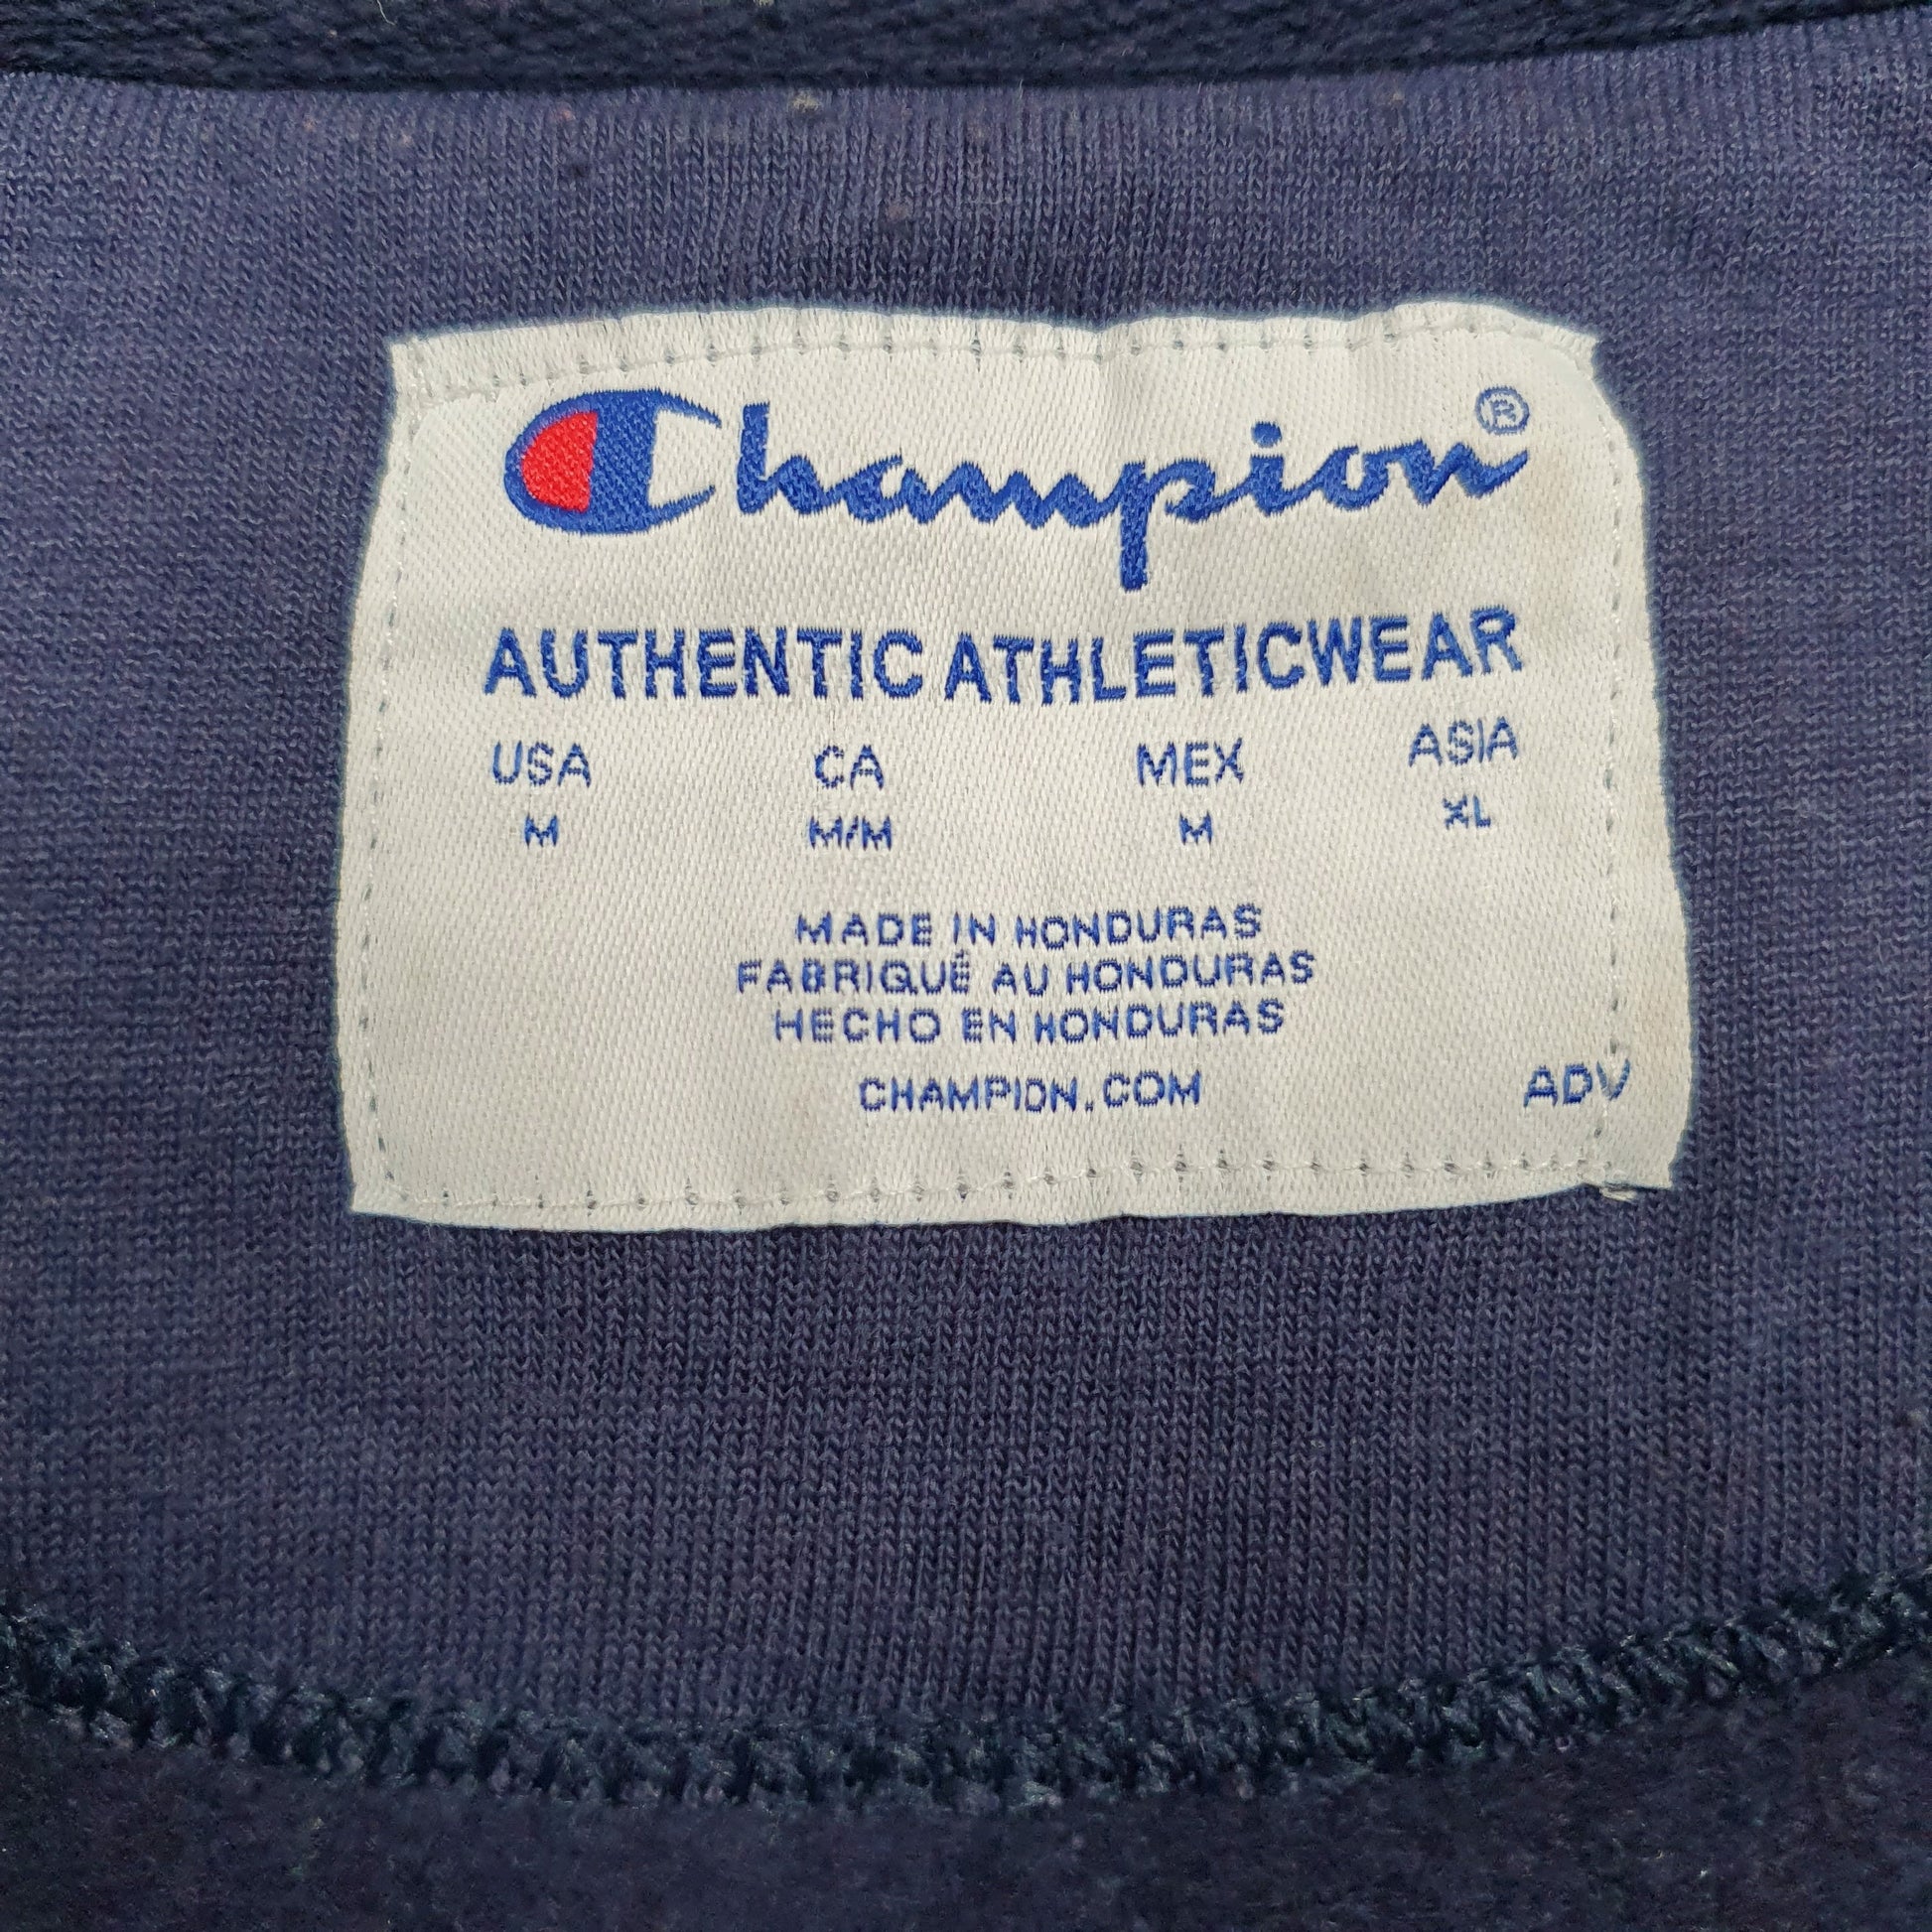 Champion®
AUTHENTIC ATHLETICWEAR
USA CA MEX ASIA
M M/M M XL
MADE IN HONDURAS
FABRIQUÉ AU HONDURAS
HECHO EN HONDURAS
CHAMPION.COM ADV